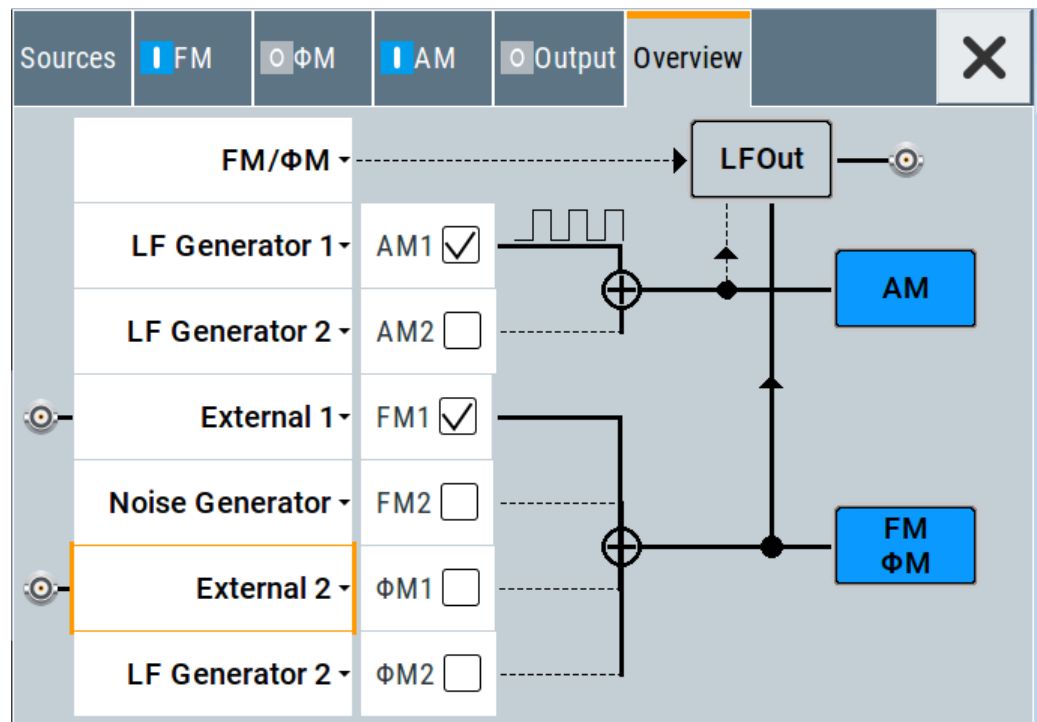 Sources I FM O ΦM I AM O Output Overview
FM/ΦM LFOut
LF Generator 1 AM1
AM
LF Generator 2 AM2
External 1 FM1
Noise Generator FM2
FM
ΦM
External 2 ΦM1
LF Generator 2 ΦM2